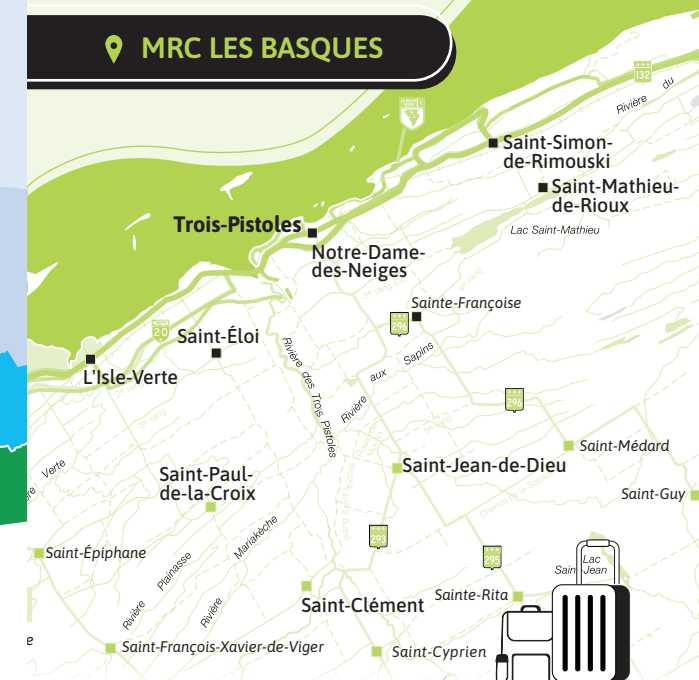 MRC LES BASQUES
132
Rivière du
Saint-Simon-
de-Rimouski
Saint-Mathieu-
de-Rioux
Lac Saint-Mathieu
Trois-Pistoles
Notre-Dame-
des-Neiges
Sainte-Françoise
296
20
Saint-Éloi
L'Isle-Verte
Rivière des Trois Pistoles
Rivière aux Sapins
296
Saint-Médard
Saint-Jean-de-Dieu
Saint-Guy
Verte
Saint-Paul-
de-la-Croix
Rivière Plainasse
Rivière Mariakèche
293
295
Saint-Épiphane
Lac
Saint-Jean
Saint-Clément
Sainte-Rita
Saint-François-Xavier-de-Viger
Saint-Cyprien